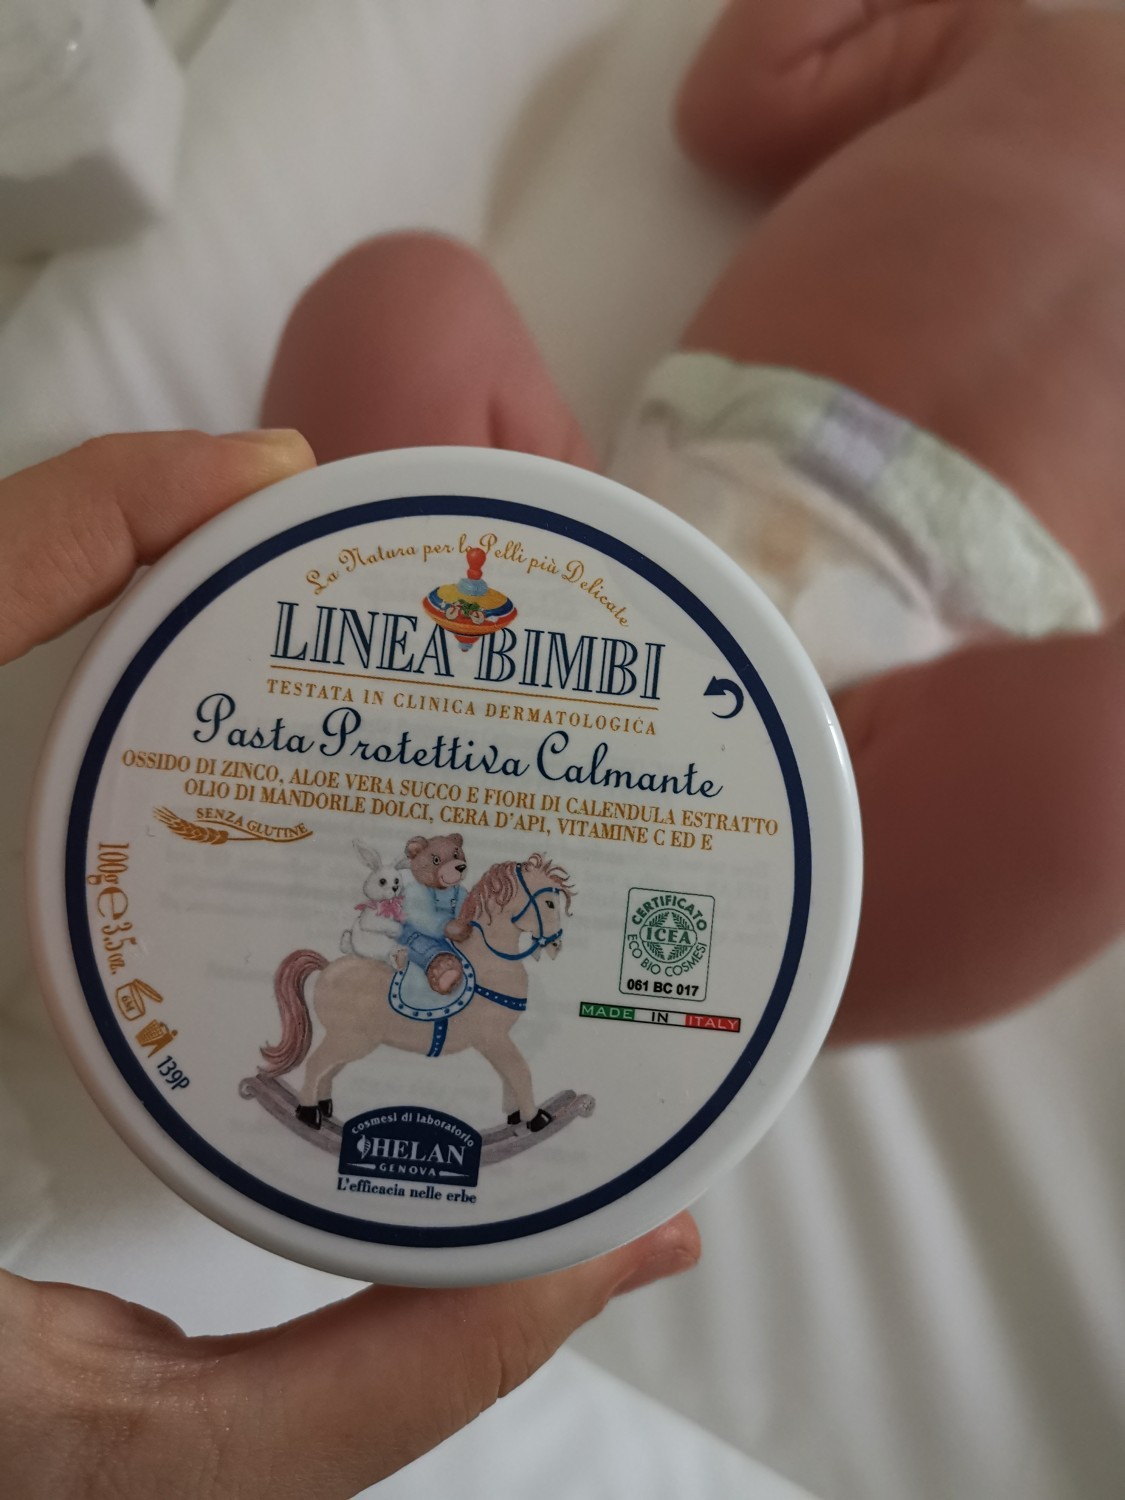 La Natura per le Pelli più Delicate
LINEA BIMBI
TESTATA IN CLINICA DERMATOLOGICA
Pasta Protettiva Calmante
OSSIDO DI ZINCO, ALOE VERA SUCCO E FIORI DI CALENDULA ESTRATTO
OLIO DI MANDORLE DOLCI, CERA D'API, VITAMINE C ED E
SENZA GLUTINE
100g e 3.5 oz.
6M
139P
CERTIFICATO
ICEA
ECO BIO COSMESI
061 BC 017
MADE IN ITALY
cosmesi di laboratorio
HELAN
GENOVA
L'efficacia nelle erbe